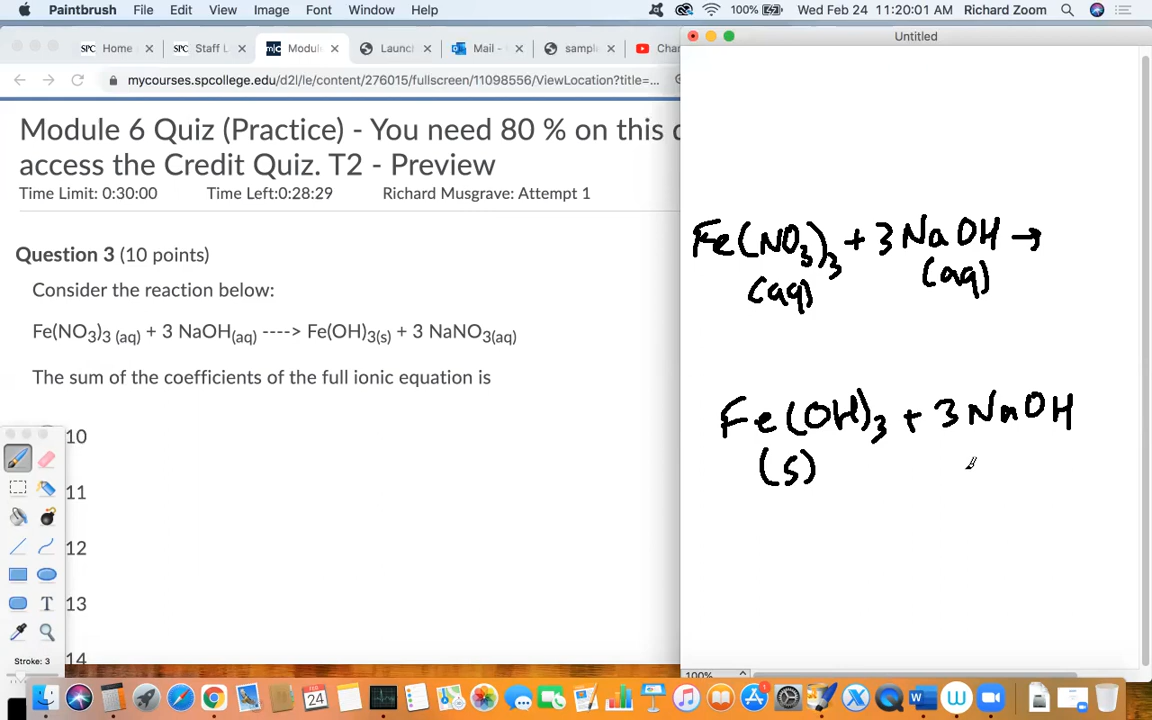 Paintbrush File Edit View Image Font Window Help 100% Wed Feb 24 11:20:01 AM Richard Zoom
SPC Home × SPC Staff L × m|c Modul × Launc × Mail - × sampl × Chan
Untitled
mycourses.spcollege.edu/d2l/le/content/276015/fullscreen/11098556/ViewLocation?title=...
Module 6 Quiz (Practice) - You need 80 % on this
access the Credit Quiz. T2 - Preview
Time Limit: 0:30:00 Time Left:0:28:29 Richard Musgrave: Attempt 1
Question 3 (10 points)
Consider the reaction below:
Fe(NO3)3 (aq) + 3 NaOH(aq) ----> Fe(OH)3(s) + 3 NaNO3(aq)
The sum of the coefficients of the full ionic equation is
10
11
12
13
14
Stroke: 3
Fe(NO3)3 + 3 NaOH →
(aq) (aq)
Fe(OH)3 + 3 NaOH
(s)
100%
FEB
24
W